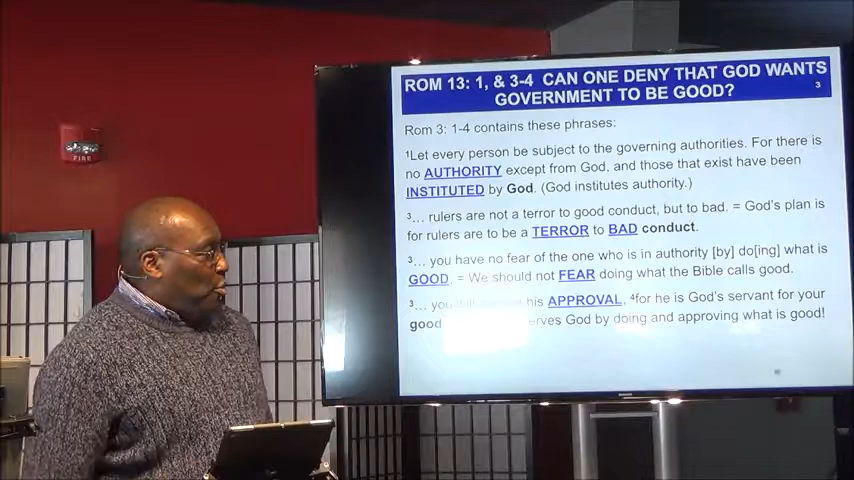 FIRE
ROM 13: 1, & 3-4 CAN ONE DENY THAT GOD WANTS
GOVERNMENT TO BE GOOD?
3
Rom 3: 1-4 contains these phrases:
¹Let every person be subject to the governing authorities. For there is
no AUTHORITY except from God, and those that exist have been
INSTITUTED by God. (God institutes authority.)
³… rulers are not a terror to good conduct, but to bad. = God's plan is
for rulers are to be a TERROR to BAD conduct.
³… you have no fear of the one who is in authority [by] do[ing] what is
GOOD, = We should not FEAR doing what the Bible calls good.
³… you his APPROVAL, ⁴for he is God's servant for your
good God by doing and approving what is good!